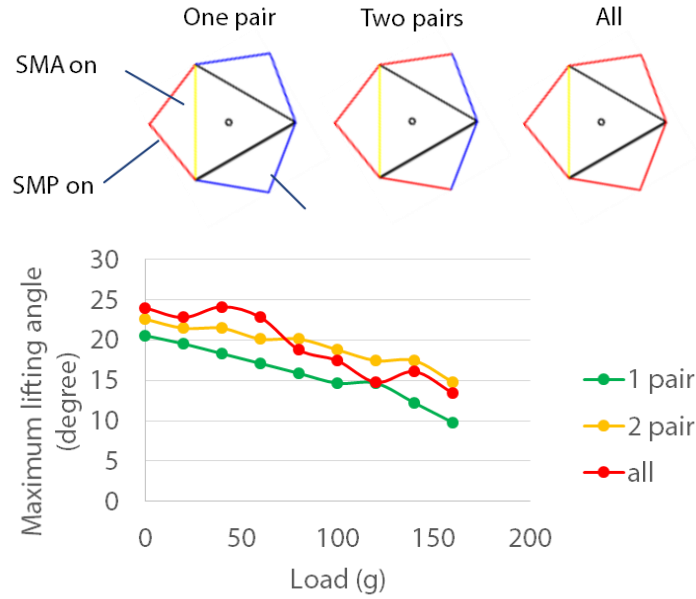 One pair
Two pairs
All
SMA on
SMP on
Maximum lifting angle
(degree)
30
25
20
15
10
5
0
0
50
100
150
200
Load (g)
1 pair
2 pair
all